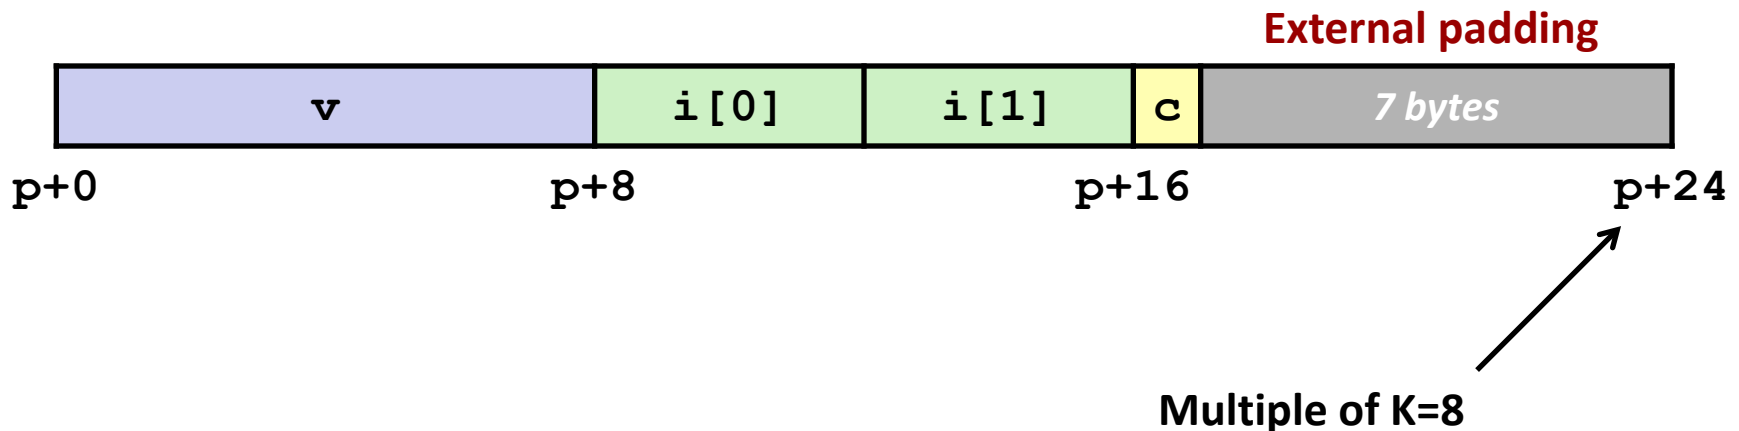 External padding
v i[0] i[1] c 7 bytes
p+0 p+8 p+16 p+24
Multiple of K=8